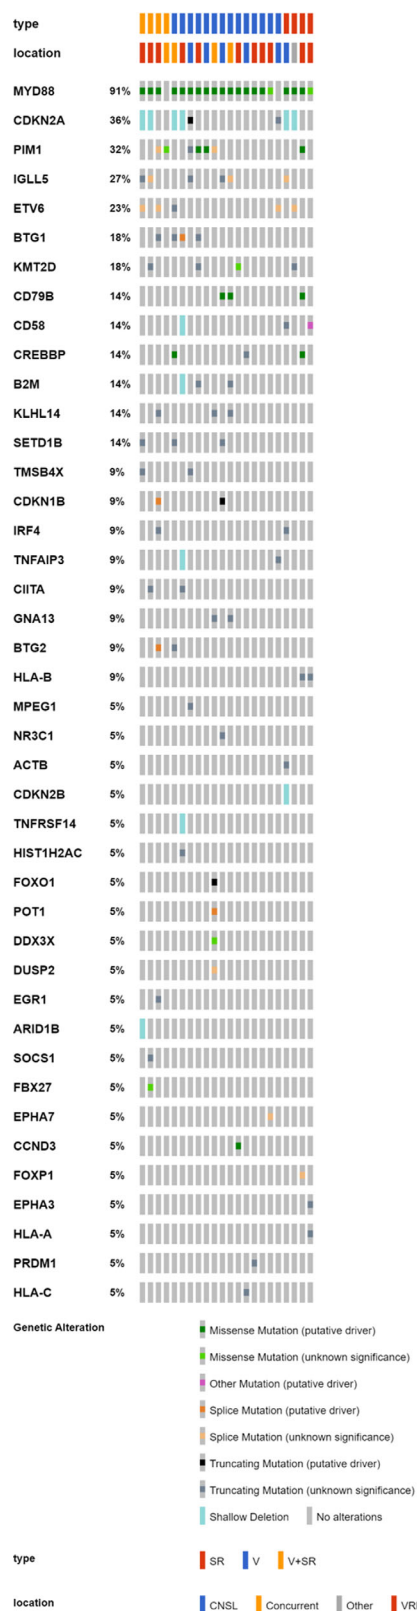 type
location
MYD88 91%
CDKN2A 36%
PIM1 32%
IGLL5 27%
ETV6 23%
BTG1 18%
KMT2D 18%
CD79B 14%
CD58 14%
CREBBP 14%
B2M 14%
KLHL14 14%
SETD1B 14%
TMSB4X 9%
CDKN1B 9%
IRF4 9%
TNFAIP3 9%
CIITA 9%
GNA13 9%
BTG2 9%
HLA-B 9%
MPEG1 5%
NR3C1 5%
ACTB 5%
CDKN2B 5%
TNFRSF14 5%
HIST1H2AC 5%
FOXO1 5%
POT1 5%
DDX3X 5%
DUSP2 5%
EGR1 5%
ARID1B 5%
SOCS1 5%
FBX27 5%
EPHA7 5%
CCND3 5%
FOXP1 5%
EPHA3 5%
HLA-A 5%
PRDM1 5%
HLA-C 5%
Genetic Alteration
Missense Mutation (putative driver)
Missense Mutation (unknown significance)
Other Mutation (putative driver)
Splice Mutation (putative driver)
Splice Mutation (unknown significance)
Truncating Mutation (putative driver)
Truncating Mutation (unknown significance)
Shallow Deletion No alterations
type SR V V+SR
location CNSL Concurrent Other